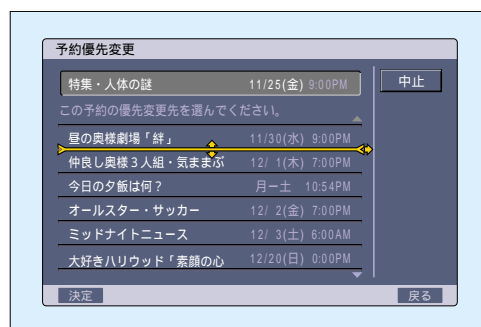 予約優先変更
特集・人体の謎 11/25(金) 9:00PM 中止
この予約の優先変更先を選んでください。
昼の奥様劇場「絆」 11/30(水) 9:00PM
仲良し奥様3人組・気ままぶ 12/ 1(木) 7:00PM
今日の夕飯は何? 月ー土 10:54PM
オールスター・サッカー 12/ 2(金) 7:00PM
ミッドナイトニュース 12/ 3(土) 6:00AM
大好きハリウッド「素顔の心 12/20(日) 0:00PM
決定 戻る